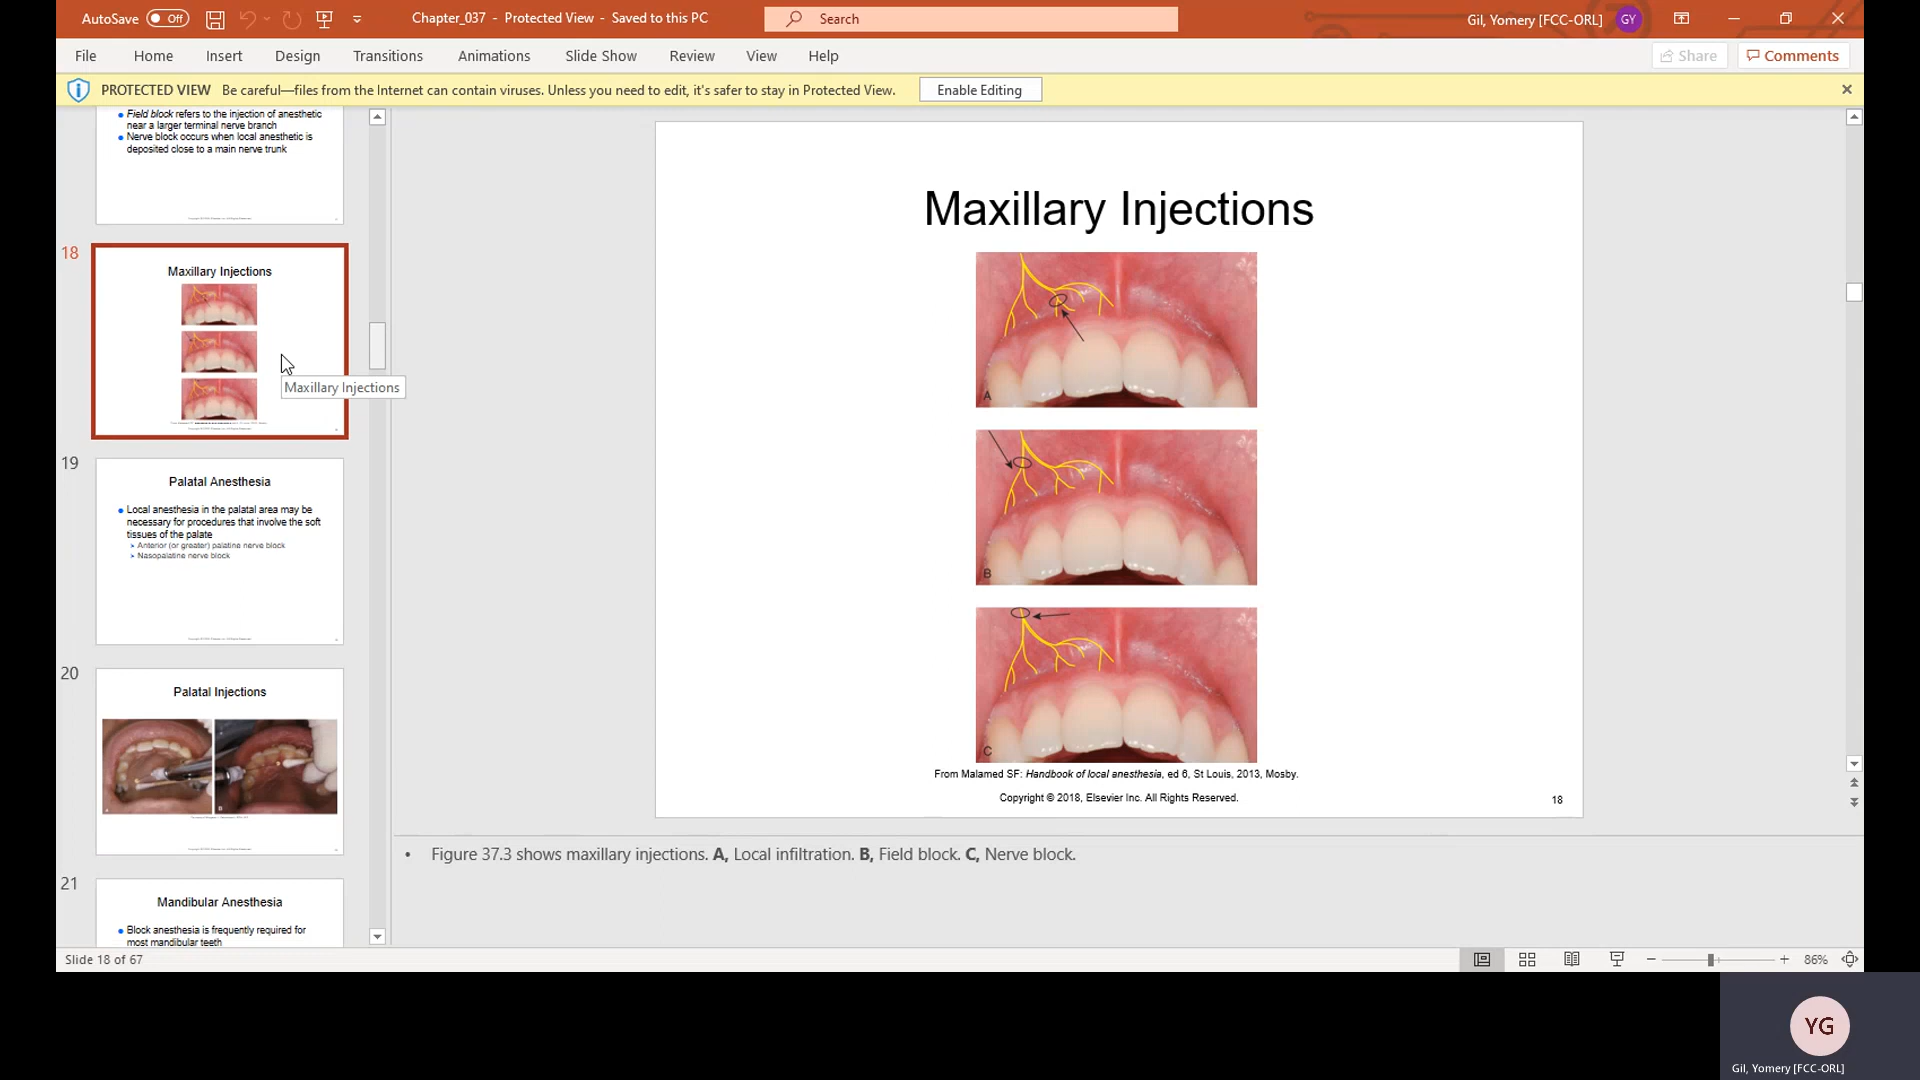 AutoSave Off Chapter_037 - Protected View - Saved to this PC Search Gil, Yomery [FCC-ORL] GY
File Home Insert Design Transitions Animations Slide Show Review View Help Share Comments
PROTECTED VIEW Be careful—files from the Internet can contain viruses. Unless you need to edit, it's safer to stay in Protected View. Enable Editing
Field block refers to the injection of anesthetic
near a larger terminal nerve branch
Nerve block occurs when local anesthetic is
deposited close to a main nerve trunk
18
Maxillary Injections
Maxillary Injections
19
Palatal Anesthesia
Local anesthesia in the palatal area may be
necessary for procedures that involve the soft
tissues of the palate
Anterior (or greater) palatine nerve block
Nasopalatine nerve block
20
Palatal Injections
21
Mandibular Anesthesia
Block anesthesia is frequently required for
most mandibular teeth
Maxillary Injections
A
B
C
From Malamed SF: Handbook of local anesthesia, ed 6, St Louis, 2013, Mosby.
Copyright © 2018, Elsevier Inc. All Rights Reserved.
18
• Figure 37.3 shows maxillary injections. A, Local infiltration. B, Field block. C, Nerve block.
Slide 18 of 67
86%
YG
Gil, Yomery [FCC-ORL]